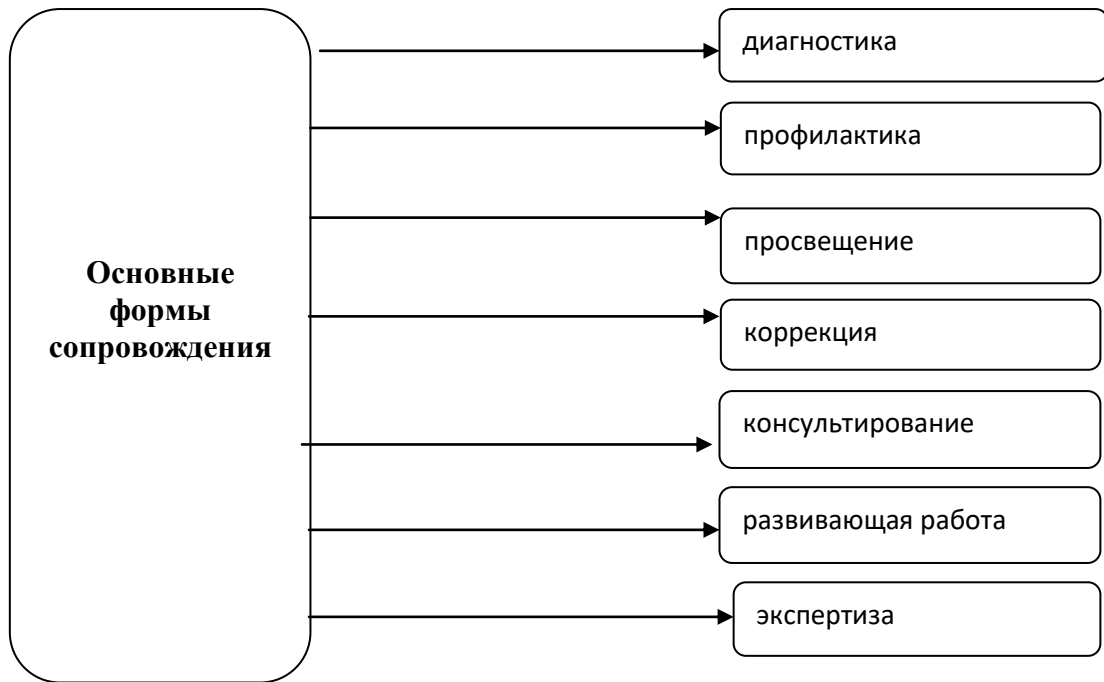 Основные
формы
сопровождения
диагностика
профилактика
просвещение
коррекция
консультирование
развивающая работа
экспертиза